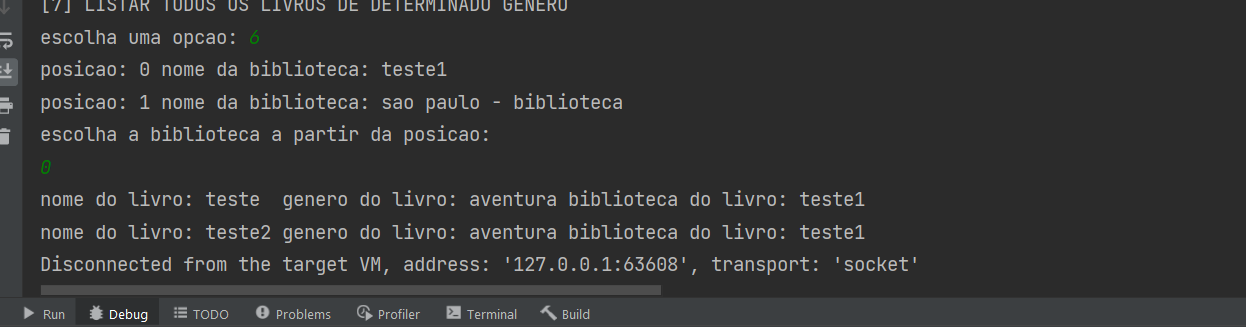 [7] LISTAR TODOS OS LIVROS DE DETERMINADO GENERO
escolha uma opcao: 6
posicao: 0 nome da biblioteca: teste1
posicao: 1 nome da biblioteca: sao paulo - biblioteca
escolha a biblioteca a partir da posicao:
0
nome do livro: teste  genero do livro: aventura biblioteca do livro: teste1
nome do livro: teste2 genero do livro: aventura biblioteca do livro: teste1
Disconnected from the target VM, address: '127.0.0.1:63608', transport: 'socket'
Run Debug TODO Problems Profiler Terminal Build